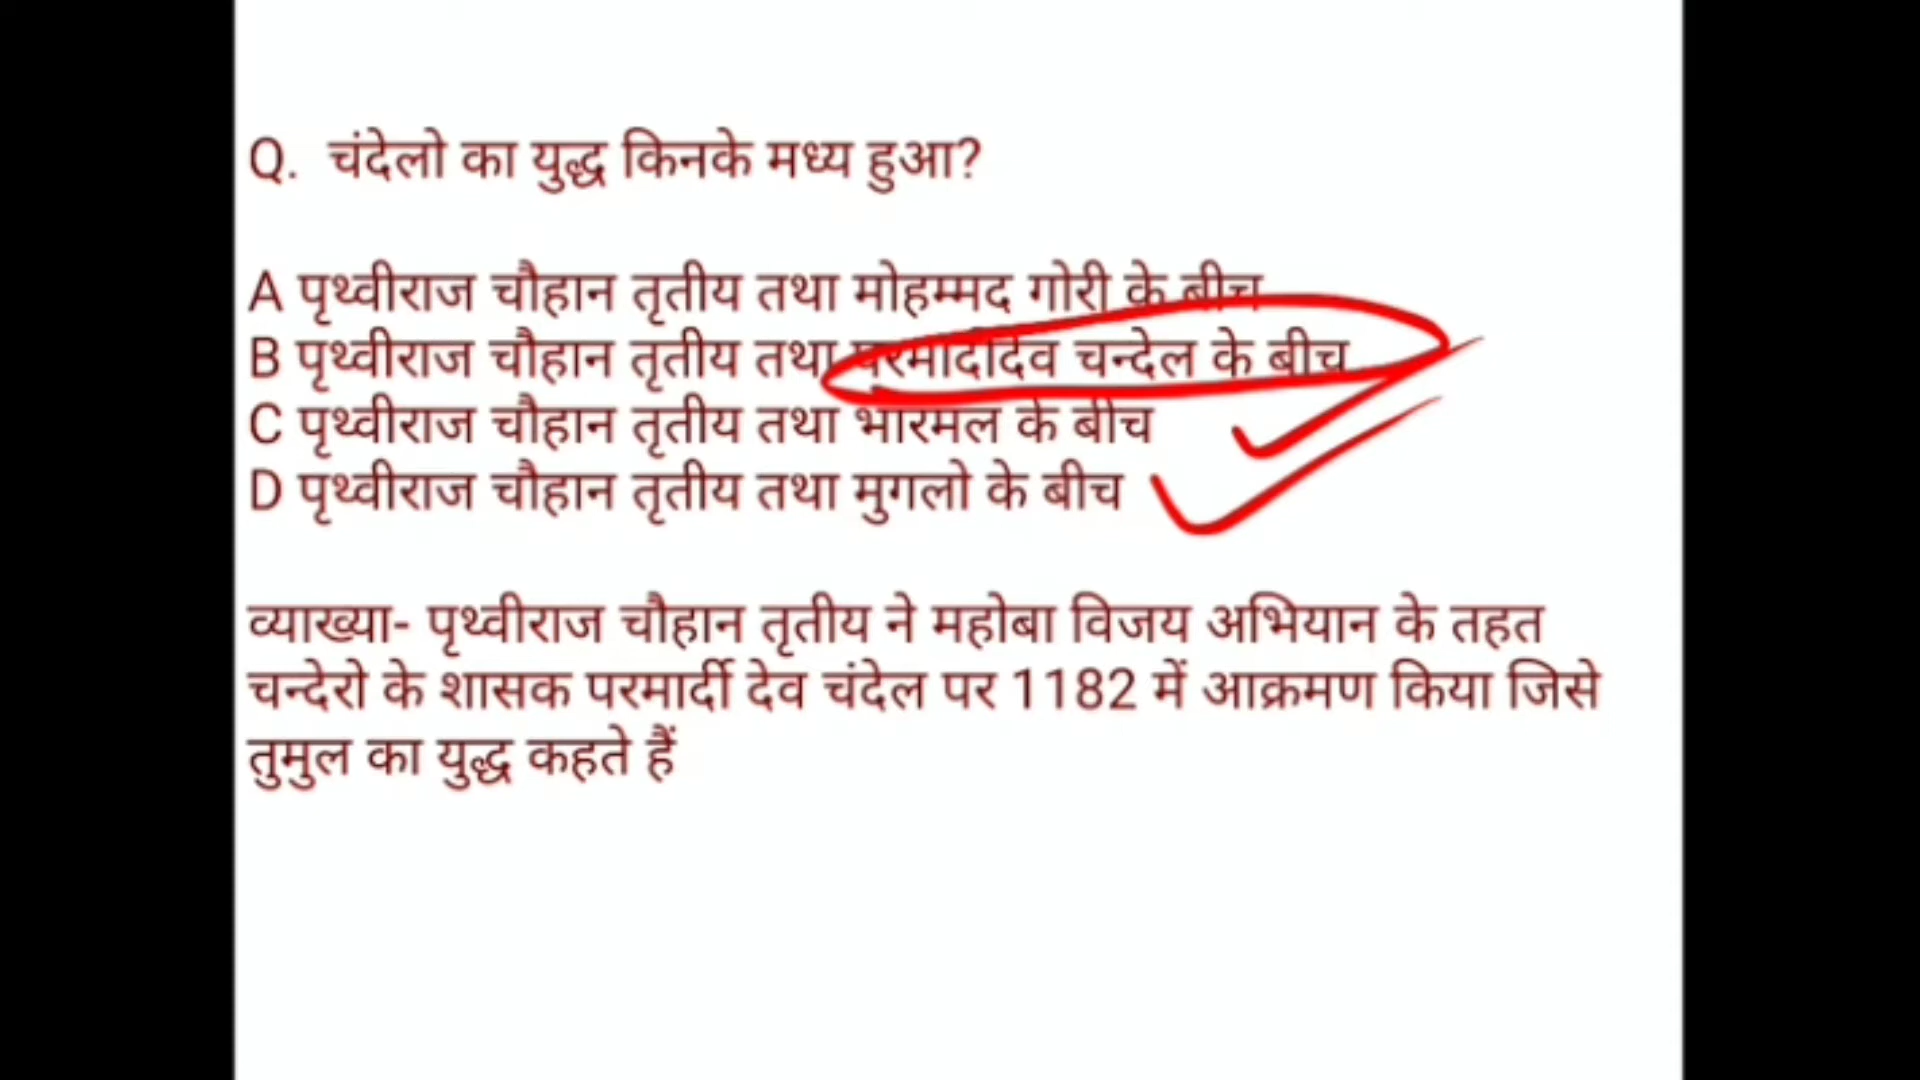 Q. चंदेलो का युद्ध किनके मध्य हुआ?
A पृथ्वीराज चौहान तृतीय तथा मोहम्मद गोरी के बीच
B पृथ्वीराज चौहान तृतीय तथा परमार्दीदेव चन्देल के बीच
C पृथ्वीराज चौहान तृतीय तथा भारमल के बीच
D पृथ्वीराज चौहान तृतीय तथा मुगलो के बीच
व्याख्या- पृथ्वीराज चौहान तृतीय ने महोबा विजय अभियान के तहत
चन्देरो के शासक परमार्दी देव चंदेल पर 1182 में आक्रमण किया जिसे
तुमुल का युद्ध कहते हैं